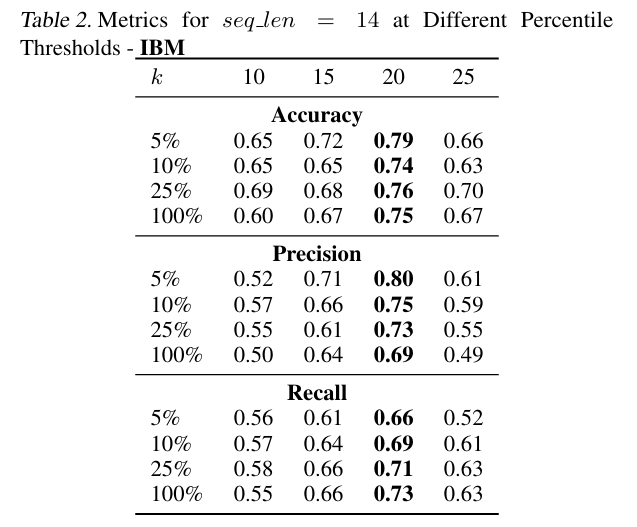 Table 2. Metrics for seq_len = 14 at Different Percentile
Thresholds - IBM
k 10 15 20 25
Accuracy
5% 0.65 0.72 0.79 0.66
10% 0.65 0.65 0.74 0.63
25% 0.69 0.68 0.76 0.70
100% 0.60 0.67 0.75 0.67
Precision
5% 0.52 0.71 0.80 0.61
10% 0.57 0.66 0.75 0.59
25% 0.55 0.61 0.73 0.55
100% 0.50 0.64 0.69 0.49
Recall
5% 0.56 0.61 0.66 0.52
10% 0.57 0.64 0.69 0.61
25% 0.58 0.66 0.71 0.63
100% 0.55 0.66 0.73 0.63